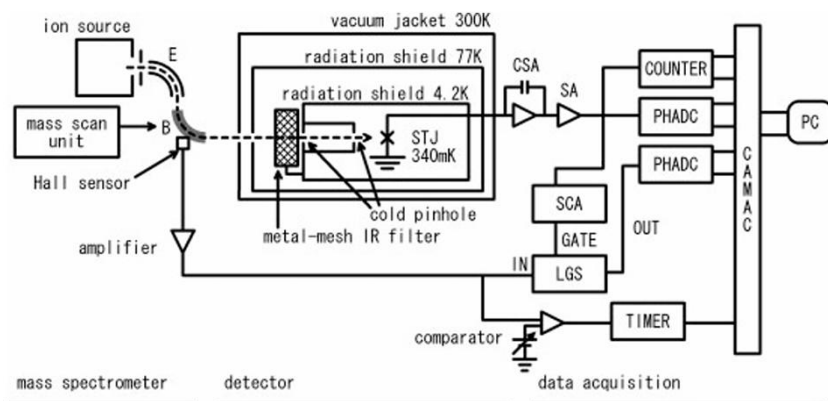 vacuum jacket 300K
ion source
E
radiation shield 77K
CSA
SA
COUNTER
radiation shield 4.2K
mass scan
unit
B
STJ
340mK
PHADC
PC
PHADC
CAMAC
Hall sensor
cold pinhole
metal-mesh IR filter
SCA
amplifier
GATE
OUT
IN
LGS
comparator
TIMER
mass spectrometer
detector
data acquisition